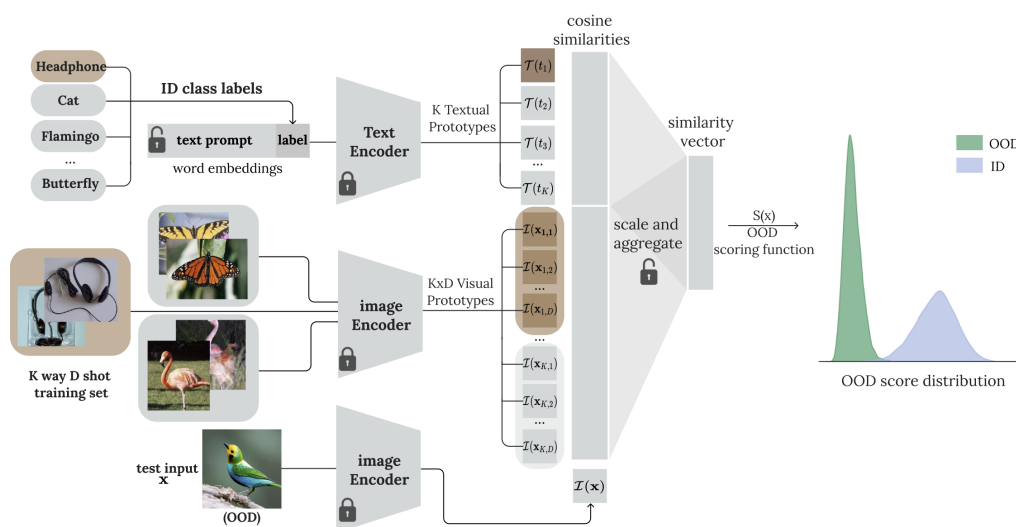 Headphone
Cat
Flamingo
...
Butterfly
ID class labels
text prompt
label
word embeddings
Text
Encoder
K Textual
Prototypes
cosine
similarities
𝒯(t₁)
𝒯(t₂)
𝒯(t₃)
...
𝒯(t_K)
similarity
vector
scale and
aggregate
S(x)
OOD
scoring function
OOD
ID
OOD score distribution
K way D shot
training set
image
Encoder
KxD Visual
Prototypes
ℐ(x₁,₁)
ℐ(x₁,₂)
...
ℐ(x₁,D)
...
ℐ(x_K,₁)
ℐ(x_K,₂)
...
ℐ(x_K,D)
test input
x
(OOD)
image
Encoder
ℐ(x)